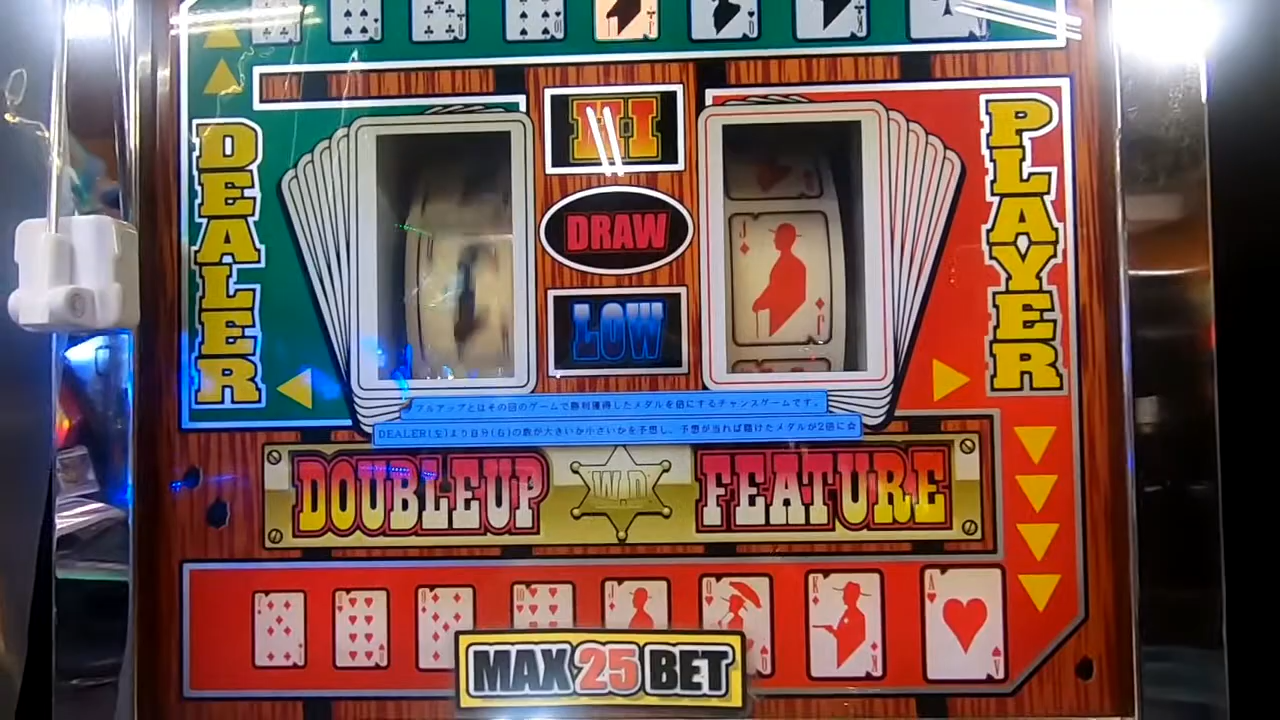 DEALER
PLAYER
HI
DRAW
LOW
J
J
ブルアップとはその回のゲームで勝利獲得したメダルを倍にするチャンスゲームです。
DEALER(左)より自分(右)の数が大きいか小さいかを予想し、予想が当れば賭けたメダルが2倍に☆
DOUBLEUP
W.D.
FEATURE
7
9
10
J
Q
K
A
Q
K
A
MAX 25 BET